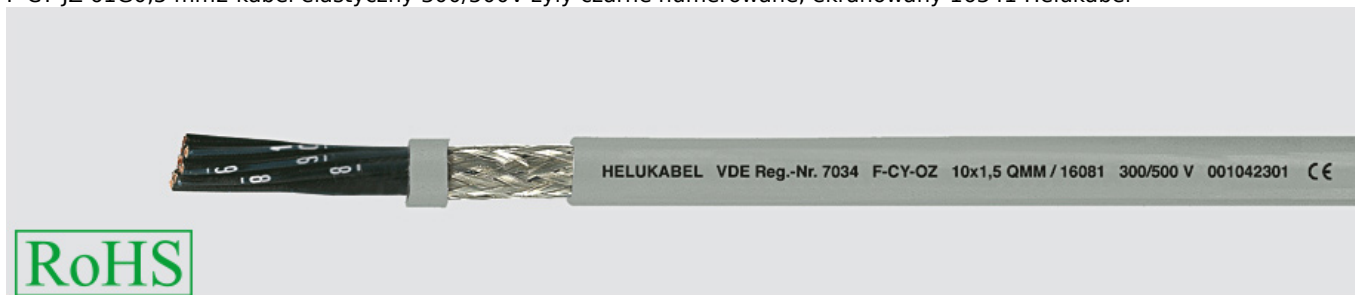 HELUKABEL VDE Reg.-Nr. 7034 F-CY-OZ 10x1,5 QMM / 16081 300/500 V 001042301 CE
RoHS